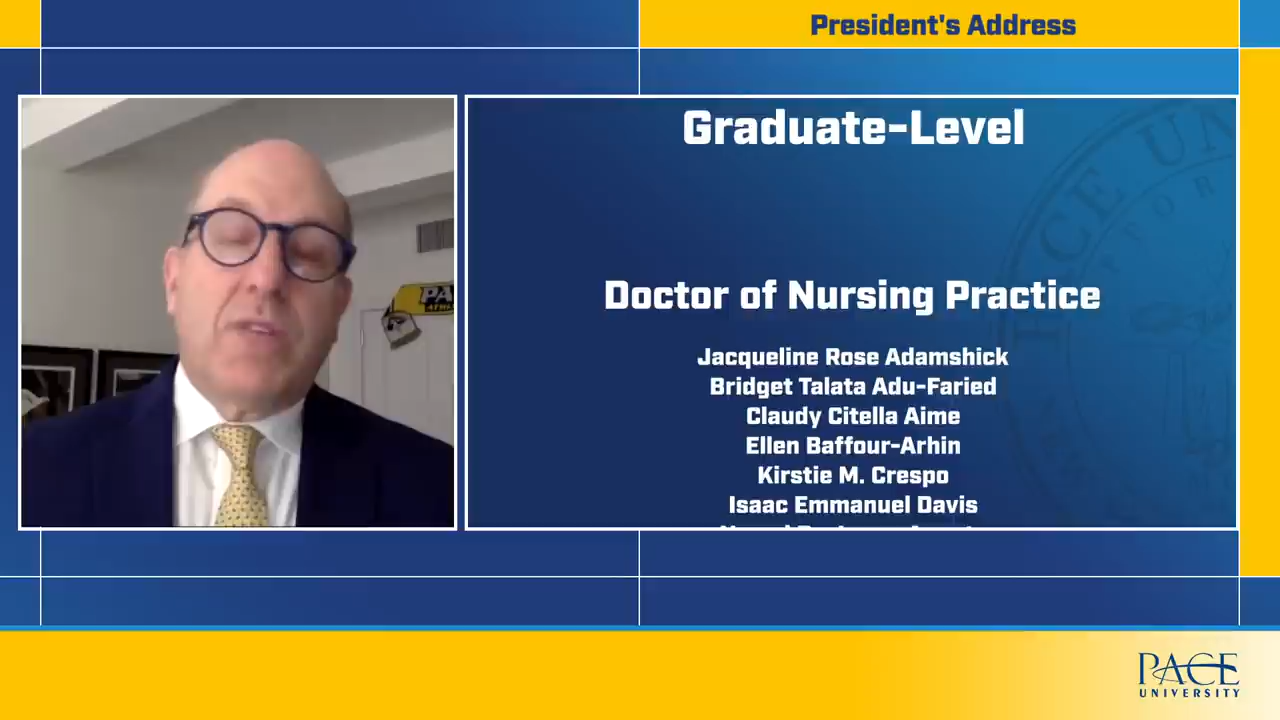 President's Address
Graduate-Level
Doctor of Nursing Practice
Jacqueline Rose Adamshick
Bridget Talata Adu-Faried
Claudy Citella Aime
Ellen Baffour-Arhin
Kirstie M. Crespo
Isaac Emmanuel Davis
PACE
UNIVERSITY